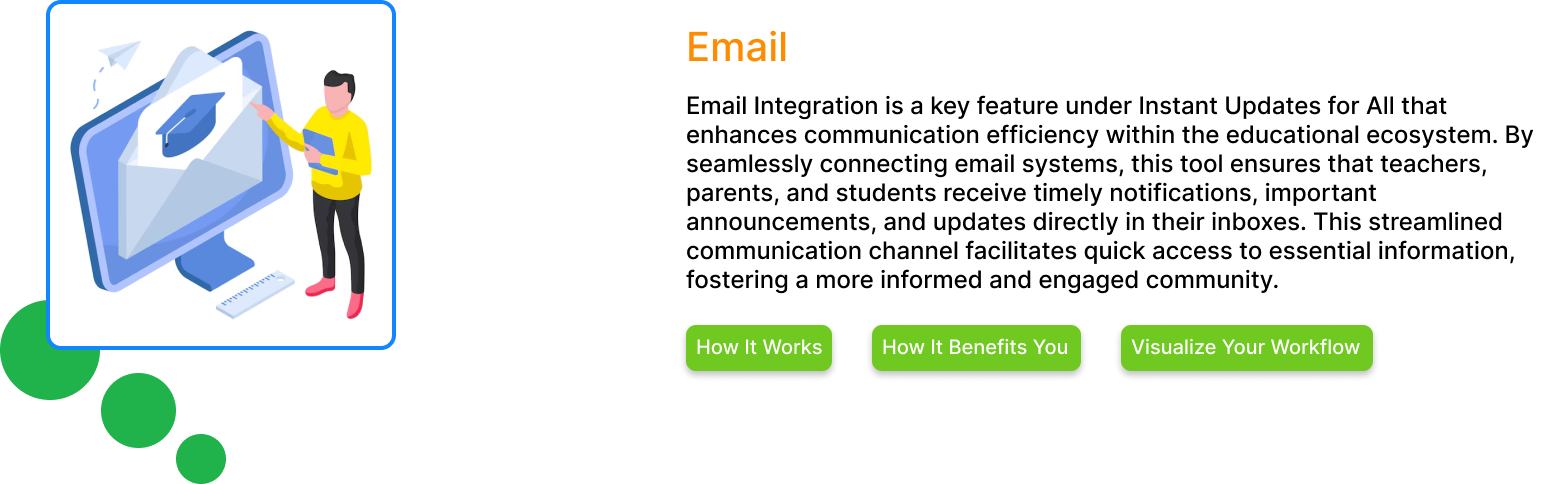 Email
Email Integration is a key feature under Instant Updates for All that
enhances communication efficiency within the educational ecosystem. By
seamlessly connecting email systems, this tool ensures that teachers,
parents, and students receive timely notifications, important
announcements, and updates directly in their inboxes. This streamlined
communication channel facilitates quick access to essential information,
fostering a more informed and engaged community.
How It Works
How It Benefits You
Visualize Your Workflow